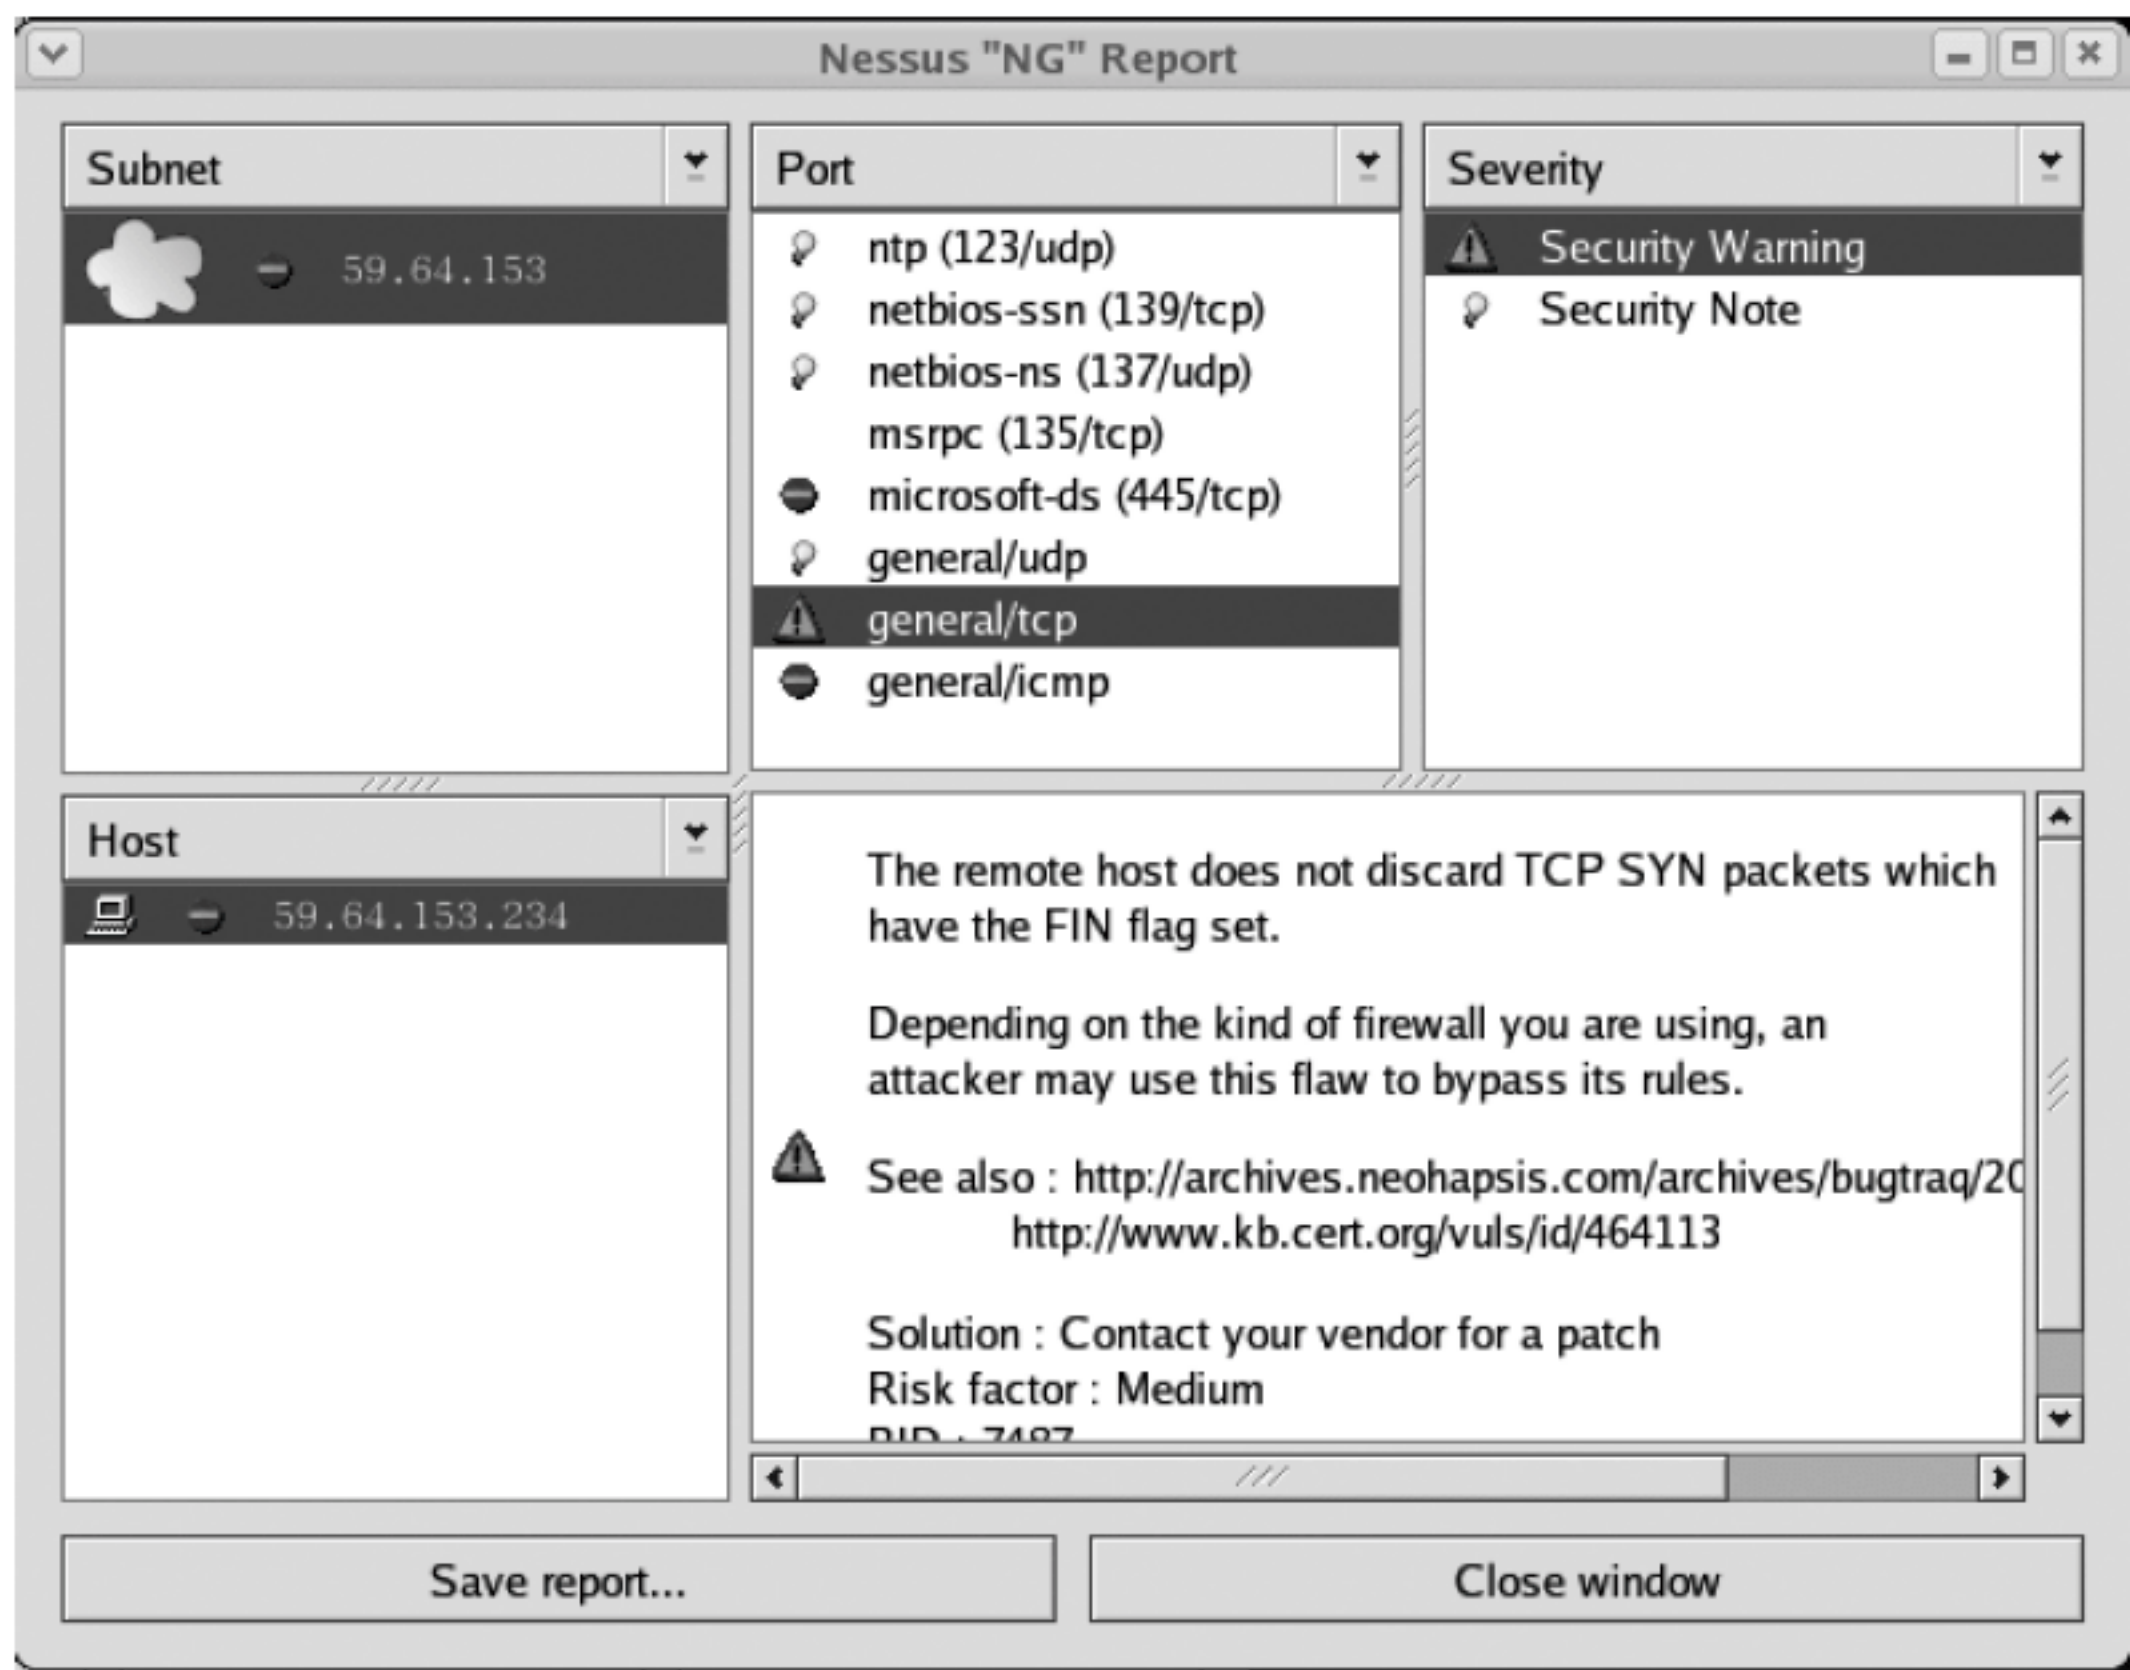 Nessus "NG" Report
Subnet
59.64.153
Port
ntp (123/udp)
netbios-ssn (139/tcp)
netbios-ns (137/udp)
msrpc (135/tcp)
microsoft-ds (445/tcp)
general/udp
general/tcp
general/icmp
Severity
Security Warning
Security Note
Host
59.64.153.234
The remote host does not discard TCP SYN packets which
have the FIN flag set.
Depending on the kind of firewall you are using, an
attacker may use this flaw to bypass its rules.
See also : http://archives.neohapsis.com/archives/bugtraq/20
http://www.kb.cert.org/vuls/id/464113
Solution : Contact your vendor for a patch
Risk factor : Medium
BID : 7487
Save report...
Close window